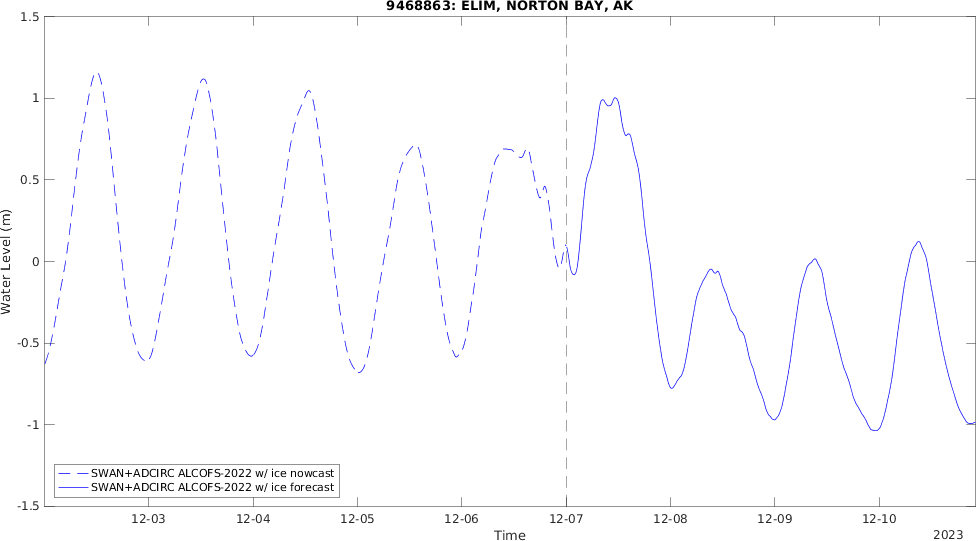 9468863: ELIM, NORTON BAY, AK
1.5
1
0.5
0
-0.5
-1
-1.5
Water Level (m)
SWAN+ADCIRC ALCOFS-2022 w/ ice nowcast
SWAN+ADCIRC ALCOFS-2022 w/ ice forecast
12-03 12-04 12-05 12-06 12-07 12-08 12-09 12-10
Time
2023